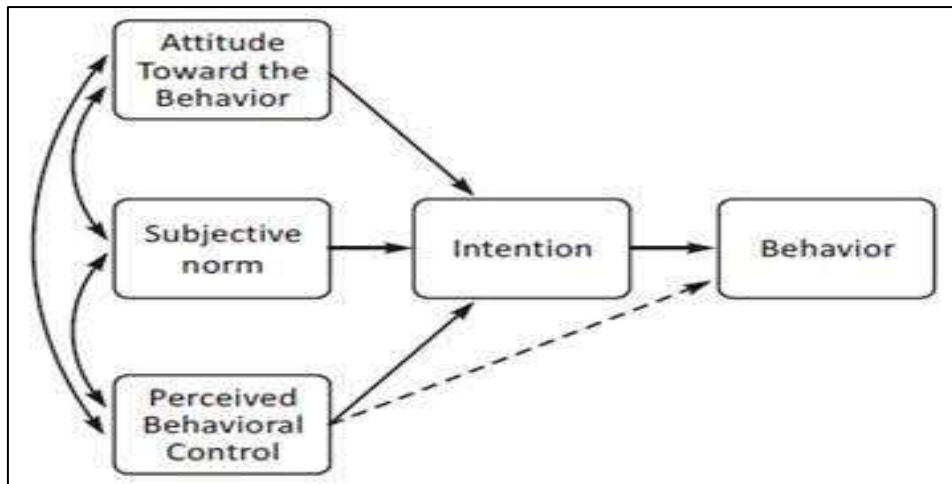 Attitude
Toward the
Behavior
Subjective
norm
Intention
Behavior
Perceived
Behavioral
Control